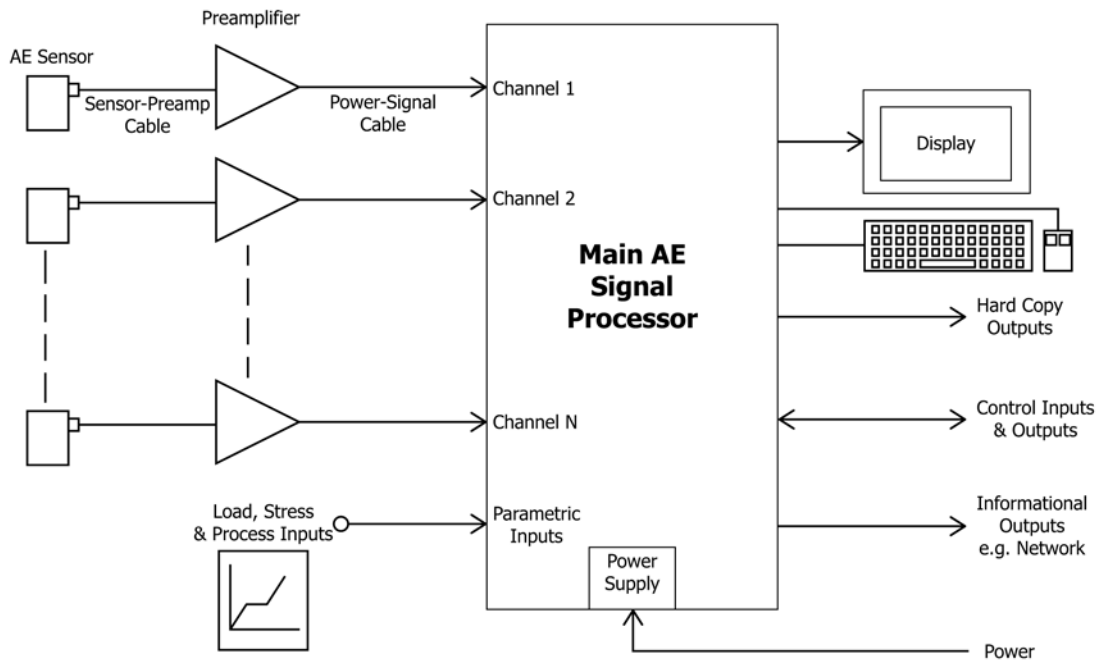 Preamplifier
AE Sensor
Sensor-Preamp
Cable
Power-Signal
Cable
Channel 1
Display
Channel 2
Main AE
Signal
Processor
Hard Copy
Outputs
Channel N
Control Inputs
& Outputs
Load, Stress
& Process Inputs
Parametric
Inputs
Informational
Outputs
e.g. Network
Power
Supply
Power